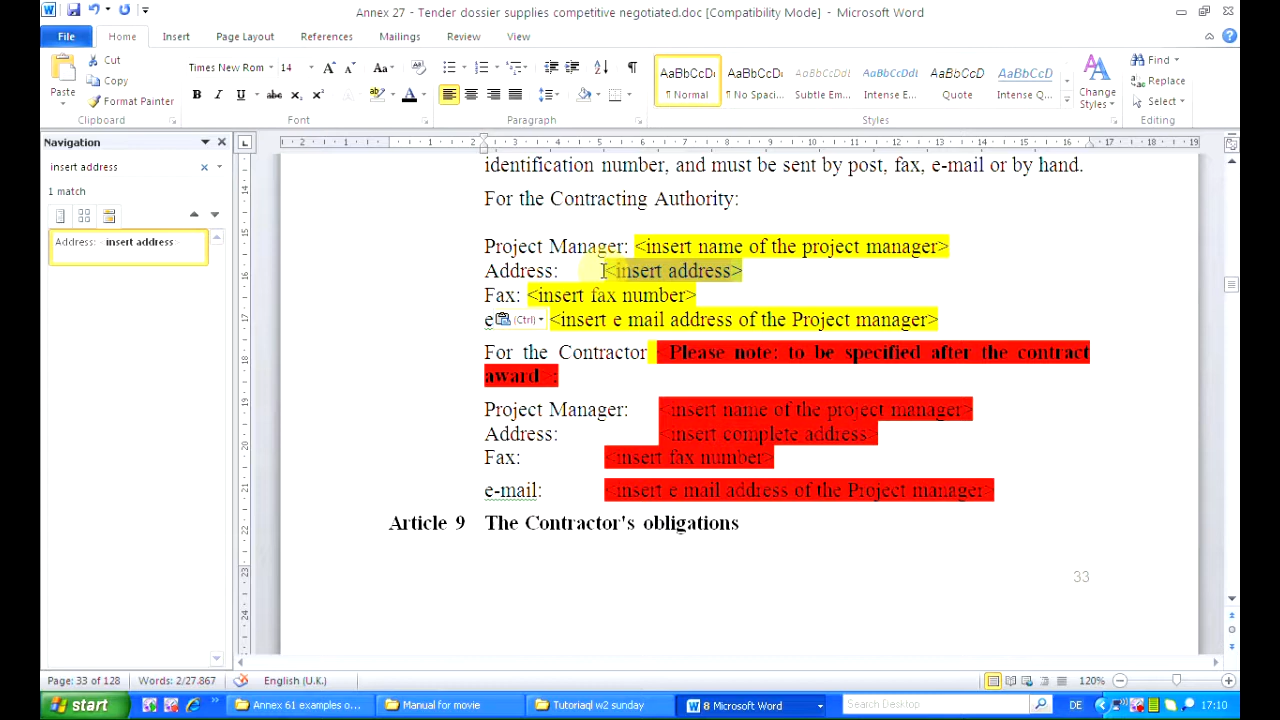 Annex 27 - Tender dossier supplies competitive negotiated.doc [Compatibility Mode] - Microsoft Word
File Home Insert Page Layout References Mailings Review View
Paste
Cut
Copy
Format Painter
Clipboard
Times New Rom 14
Font
Paragraph
AaBbCcDc AaBbCcDc AaBbCcDd AaBbCcDdl AaBbCcDd AaBbCcDd
¶ Normal ¶ No Spaci... Subtle Em... Intense E... Quote Intense Q...
Change Styles
Styles
Find
Replace
Select
Editing
Navigation
insert address
1 match
Address: insert address
identification number, and must be sent by post, fax, e-mail or by hand.
For the Contracting Authority:
Project Manager: <insert name of the project manager>
Address: <insert address>
Fax: <insert fax number>
e (Ctrl) <insert e mail address of the Project manager>
For the Contractor Please note: to be specified after the contract
award>:
Project Manager: <insert name of the project manager>
Address: <insert complete address>
Fax: <insert fax number>
e-mail: <insert e mail address of the Project manager>
Article 9 The Contractor's obligations
33
Page: 33 of 128 Words: 2/27.867 English (U.K.) 120%
start Annex 61 examples o... Manual for movie Tutoriaql w2 sunday 8 Microsoft Word Search Desktop DE 17:10